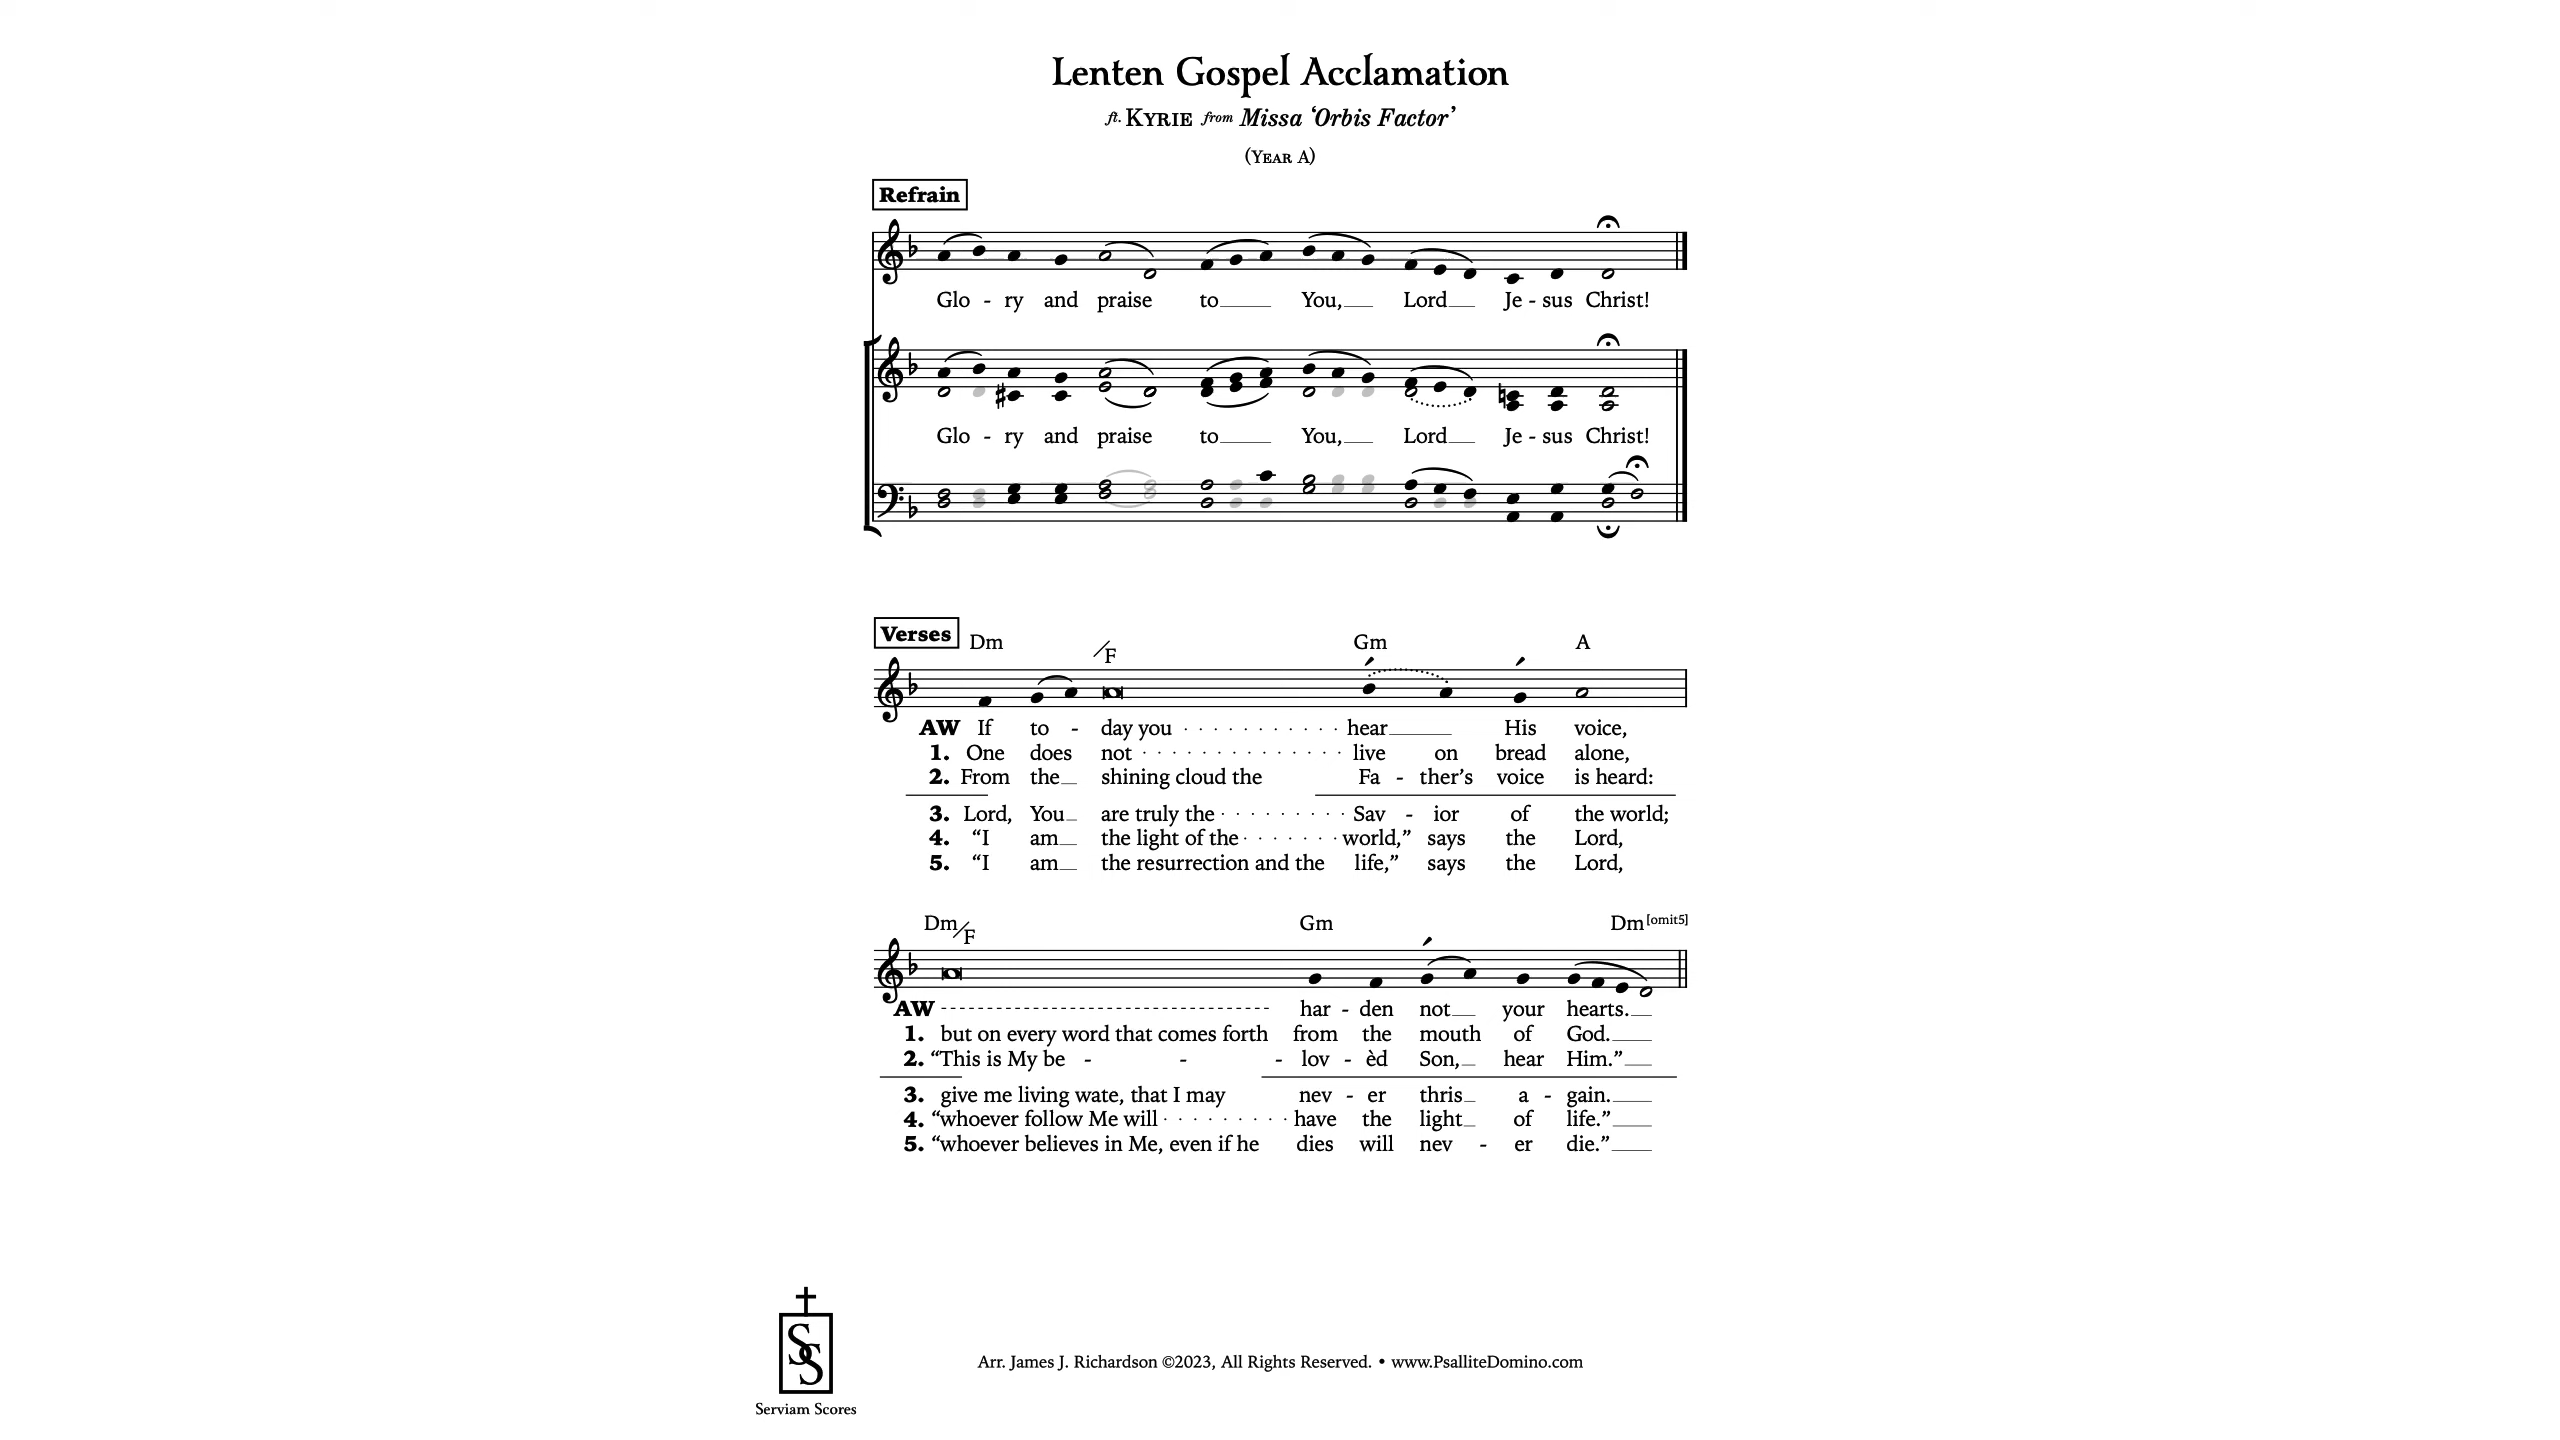 Lenten Gospel Acclamation
ft. KYRIE from Missa ‘Orbis Factor’
(YEAR A)
Refrain
Glo - ry and praise to You, Lord Je - sus Christ!
Glo - ry and praise to You, Lord Je - sus Christ!
Verses
Dm /F Gm A
AW If to - day you hear His voice,
1. One does not live on bread alone,
2. From the shining cloud the Fa - ther’s voice is heard:
3. Lord, You are truly the Sav - ior of the world;
4. “I am the light of the world,” says the Lord,
5. “I am the resurrection and the life,” says the Lord,
Dm/F Gm Dm[omit5]
AW har - den not your hearts.
1. but on every word that comes forth from the mouth of God.
2. “This is My be - - - lov - èd Son, hear Him.”
3. give me living wate, that I may nev - er thris a - gain.
4. “whoever follow Me will have the light of life.”
5. “whoever believes in Me, even if he dies will nev - er die.”
SS
Serviam Scores
Arr. James J. Richardson ©2023, All Rights Reserved. • www.PsalliteDomino.com